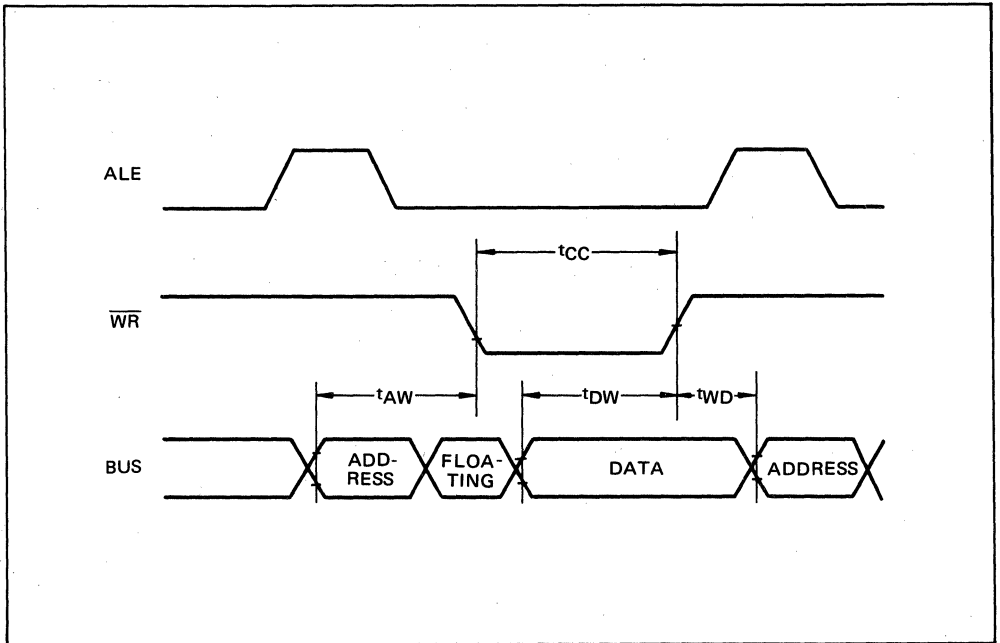 ALE
tCC
WR
tAW
tDW
tWD
BUS
ADD-
RESS
FLOA-
TING
DATA
ADDRESS